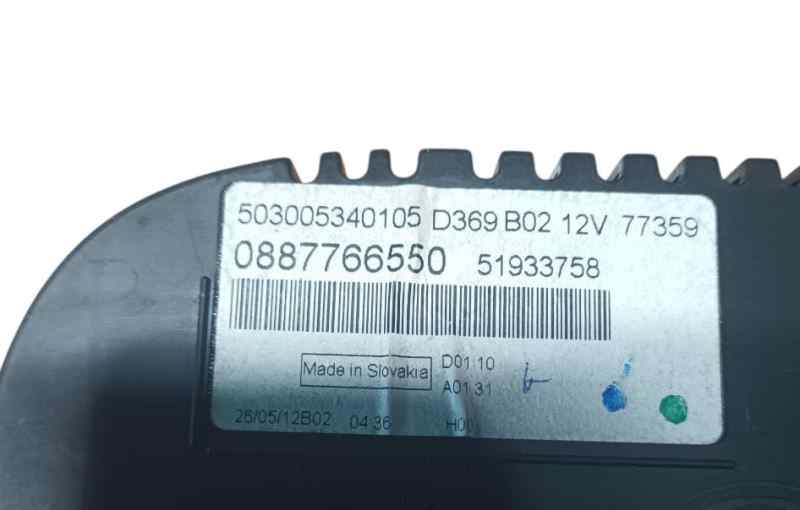 503005340105 D369 B02 12V 77359
0887766550 51933758
Made in Slovakia D01.10
A01.31
26/05/12B02 04:36 H00